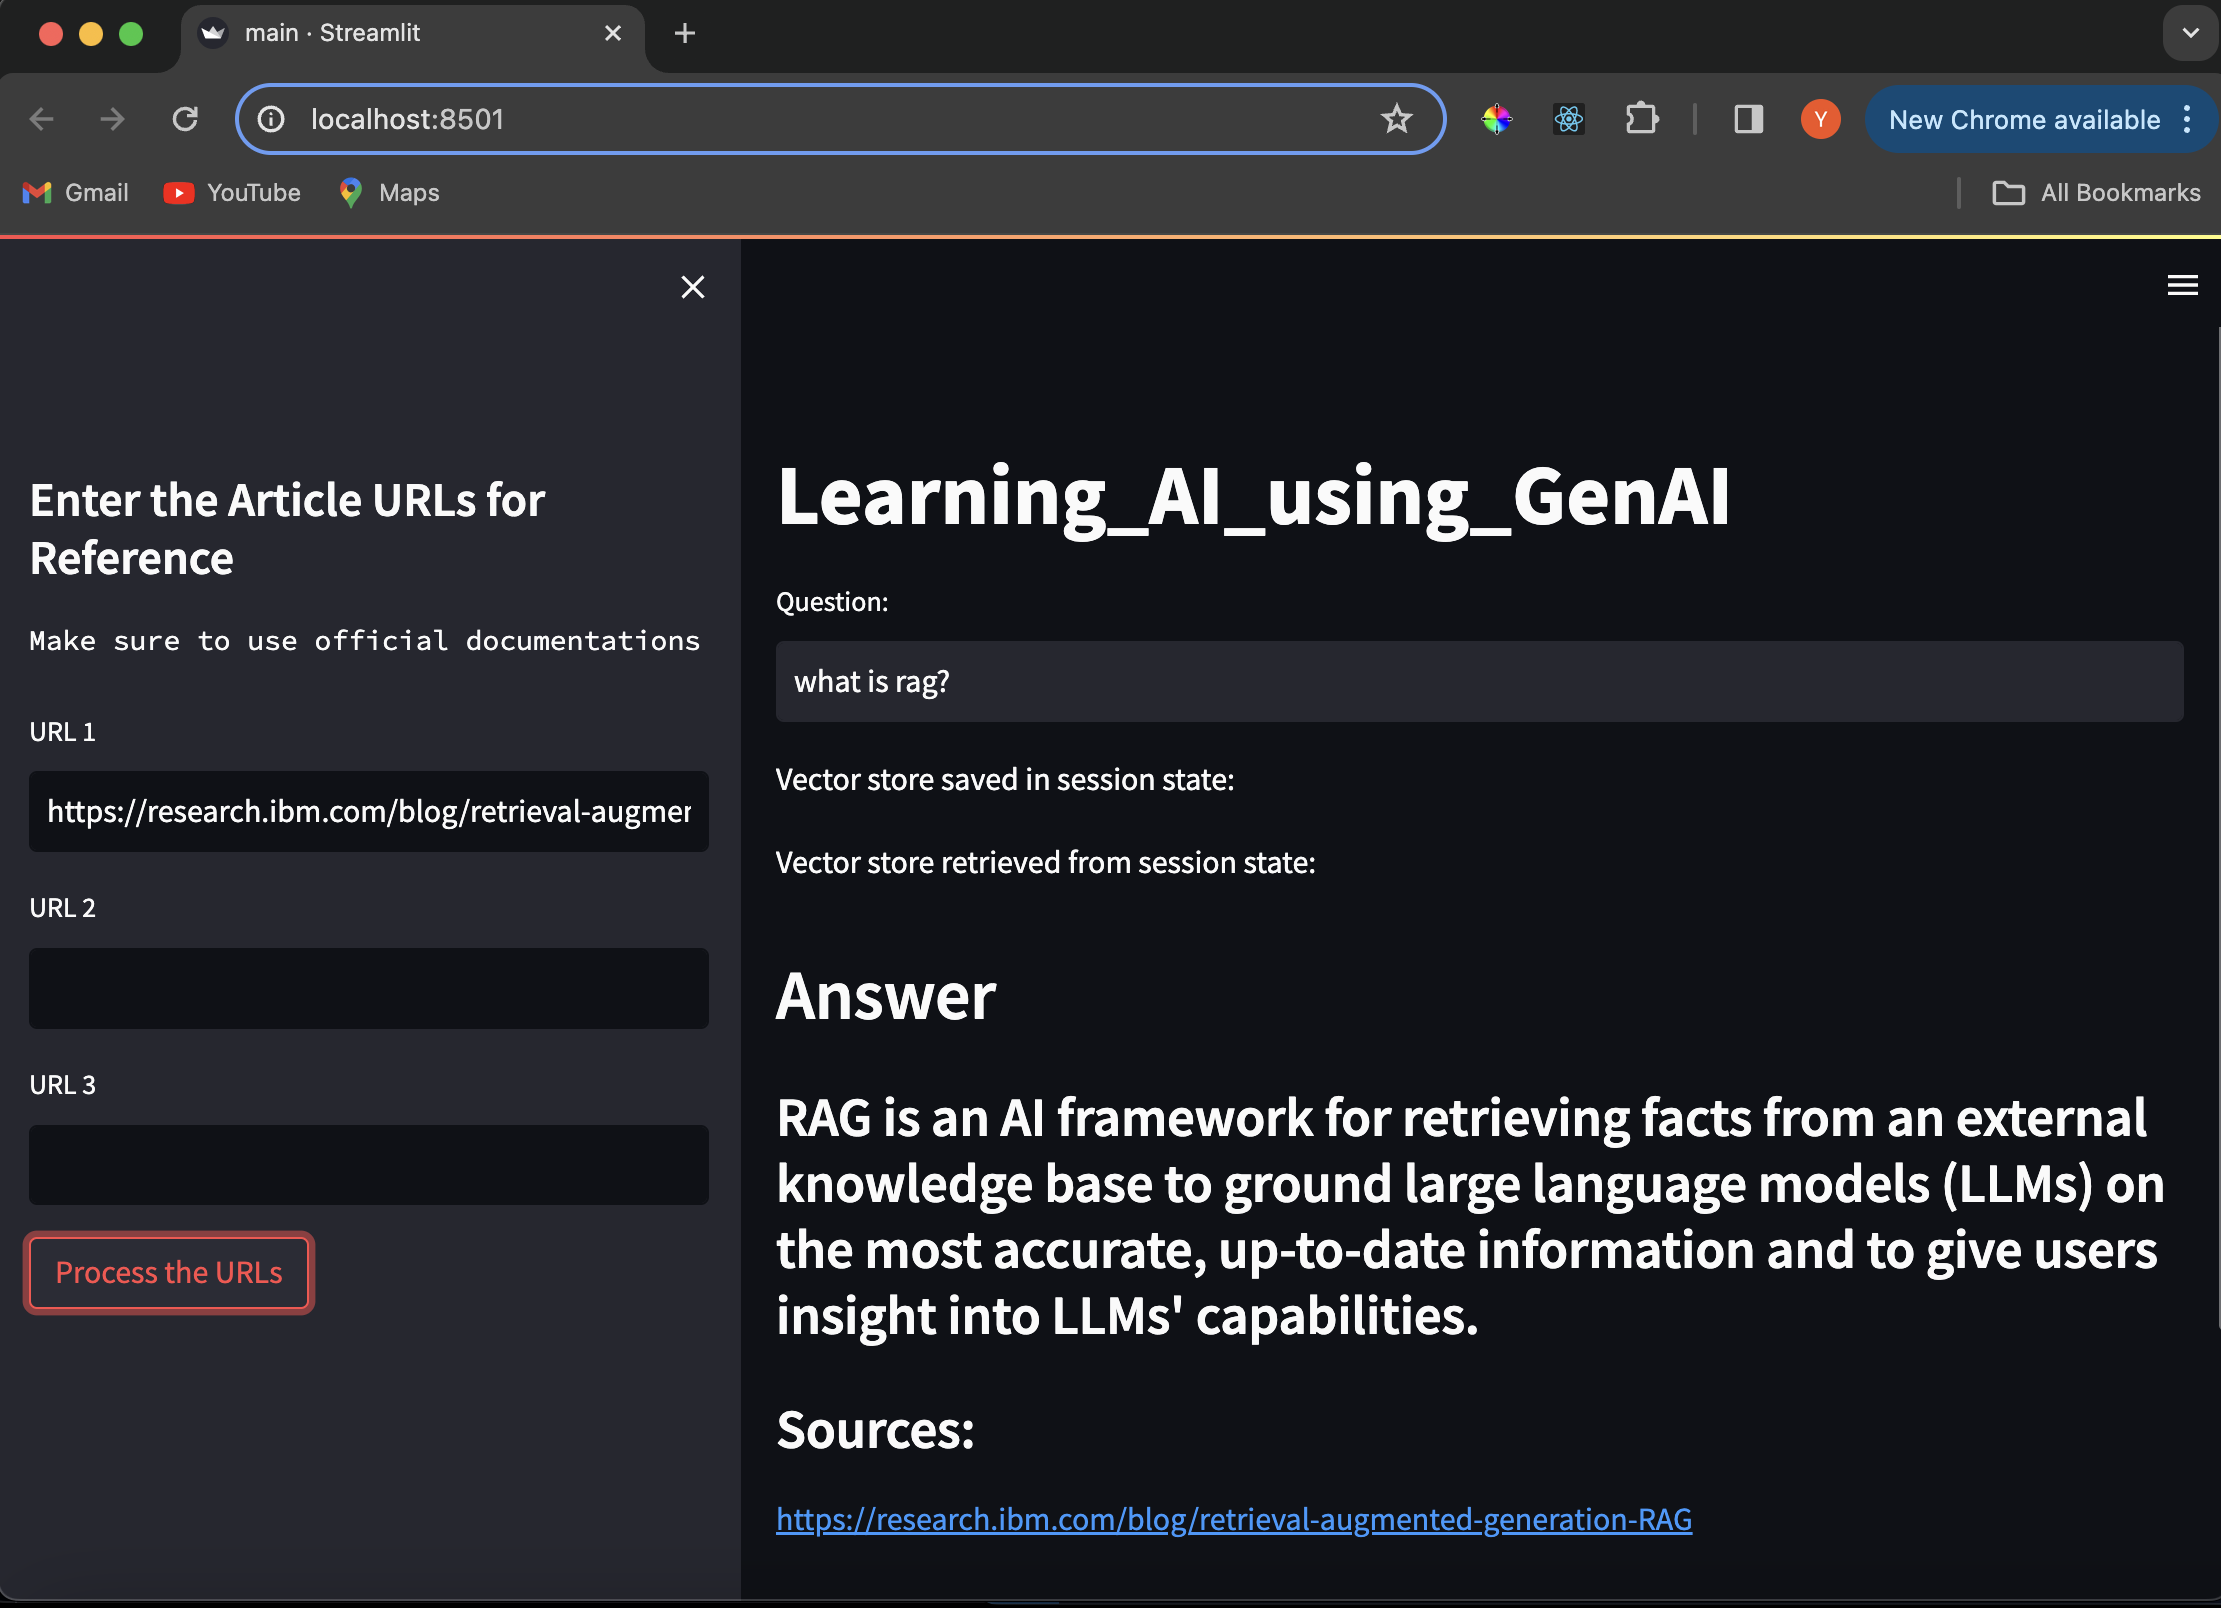 main · Streamlit
localhost:8501
Y
New Chrome available
Gmail
YouTube
Maps
All Bookmarks
Enter the Article URLs for
Reference
Make sure to use official documentations
URL 1
https://research.ibm.com/blog/retrieval-augmer
URL 2
URL 3
Process the URLs
Learning_AI_using_GenAI
Question:
what is rag?
Vector store saved in session state:
Vector store retrieved from session state:
Answer
RAG is an AI framework for retrieving facts from an external
knowledge base to ground large language models (LLMs) on
the most accurate, up-to-date information and to give users
insight into LLMs' capabilities.
Sources:
https://research.ibm.com/blog/retrieval-augmented-generation-RAG